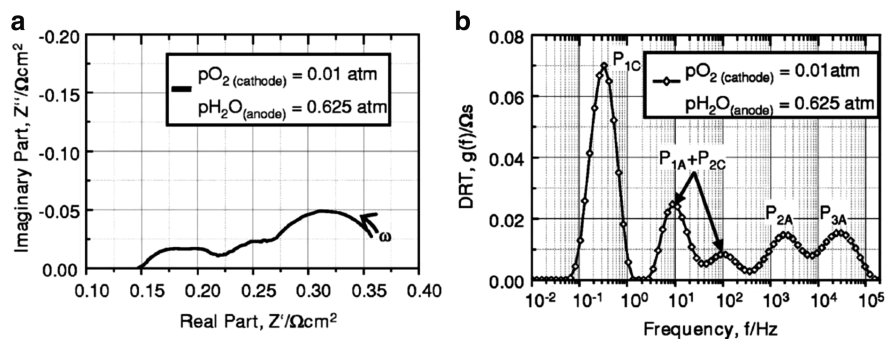 a
Imaginary Part, Z"/Ωcm²
-0.20
-0.15
-0.10
-0.05
0.00
pO₂ (cathode) = 0.01 atm
pH₂O(anode) = 0.625 atm
ω
0.10 0.15 0.20 0.25 0.30 0.35 0.40
Real Part, Z'/Ωcm²
b
DRT, g(f)/Ωs
0.08
0.06
0.04
0.02
0.00
P1C
pO₂ (cathode) = 0.01atm
pH₂O(anode) = 0.625 atm
P1A+P2C
P2A
P3A
10⁻² 10⁻¹ 10⁰ 10¹ 10² 10³ 10⁴ 10⁵
Frequency, f/Hz